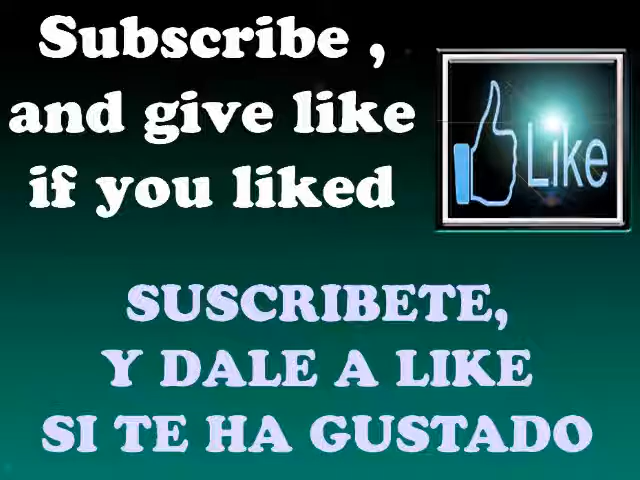 Subscribe ,
and give like
if you liked
Like
SUSCRIBETE,
Y DALE A LIKE
SI TE HA GUSTADO